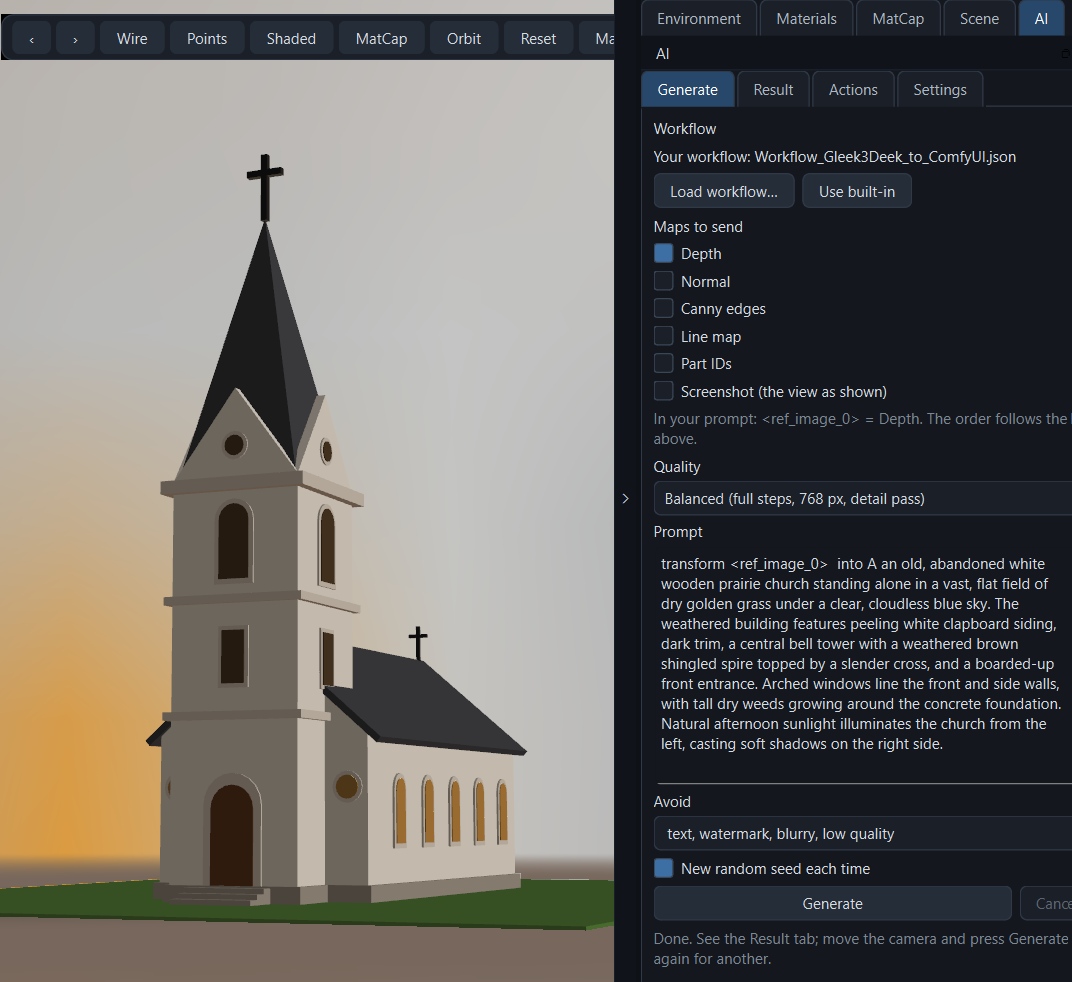 ‹ › Wire Points Shaded MatCap Orbit Reset Ma
Environment Materials MatCap Scene AI
AI
Generate Result Actions Settings
Workflow
Your workflow: Workflow_Gleek3Deek_to_ComfyUI.json
Load workflow... Use built-in
Maps to send
Depth
Normal
Canny edges
Line map
Part IDs
Screenshot (the view as shown)
In your prompt: <ref_image_0> = Depth. The order follows the
above.
Quality
Balanced (full steps, 768 px, detail pass)
Prompt
transform <ref_image_0>  into A an old, abandoned white
wooden prairie church standing alone in a vast, flat field of
dry golden grass under a clear, cloudless blue sky. The
weathered building features peeling white clapboard siding,
dark trim, a central bell tower with a weathered brown
shingled spire topped by a slender cross, and a boarded-up
front entrance. Arched windows line the front and side walls,
with tall dry weeds growing around the concrete foundation.
Natural afternoon sunlight illuminates the church from the
left, casting soft shadows on the right side.
Avoid
text, watermark, blurry, low quality
New random seed each time
Generate Cance
Done. See the Result tab; move the camera and press Generate
again for another.
›